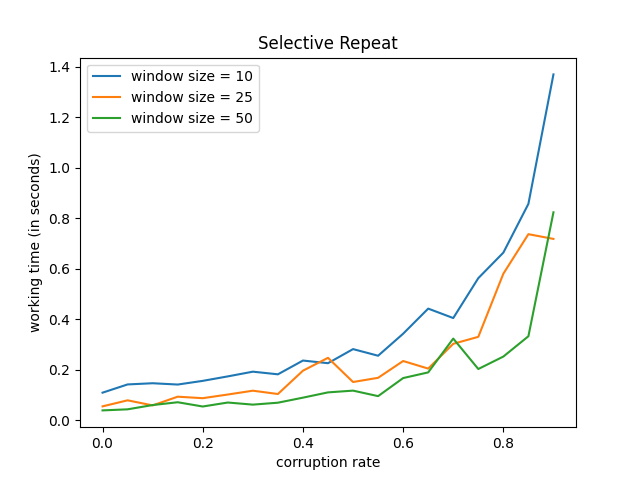 Selective Repeat
window size = 10
window size = 25
window size = 50
working time (in seconds)
1.4
1.2
1.0
0.8
0.6
0.4
0.2
0.0
0.0 0.2 0.4 0.6 0.8
corruption rate